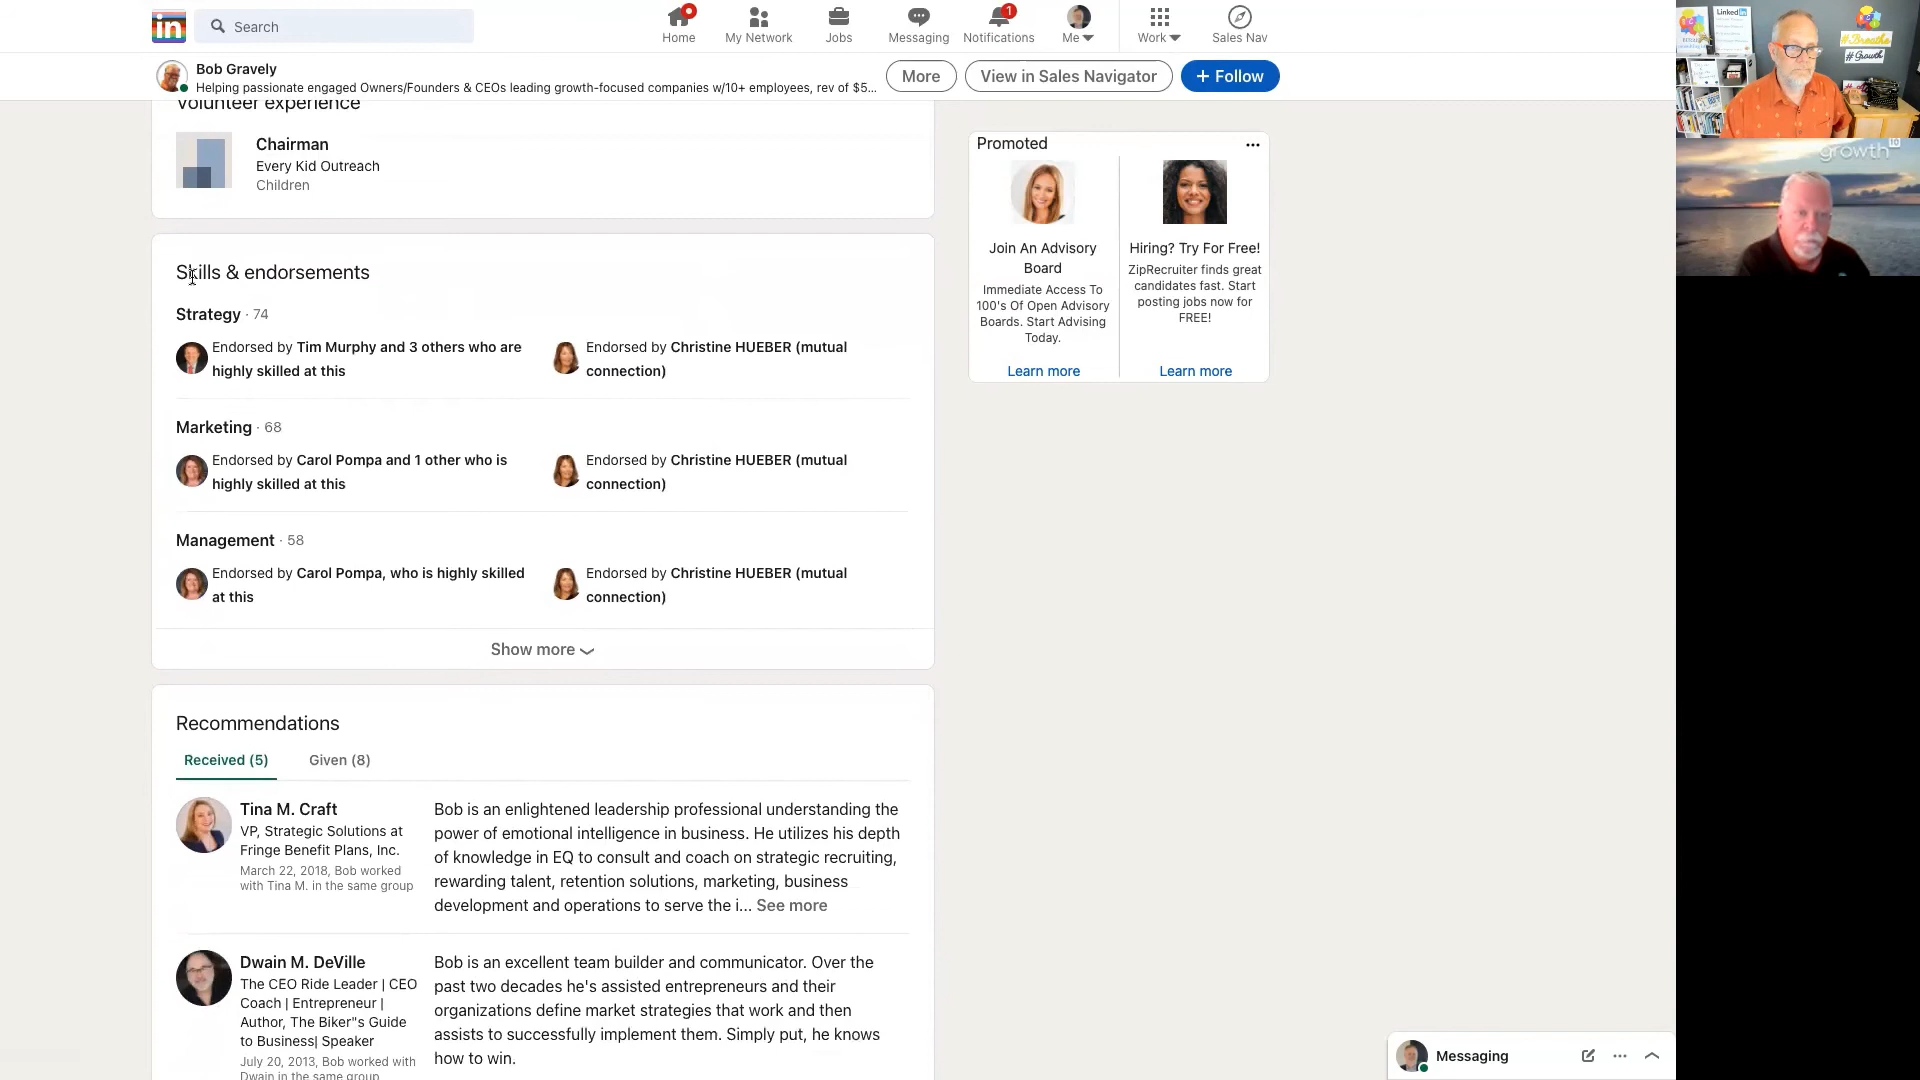 in
Search
Home
My Network
Jobs
Messaging
1
Notifications
Me
Work
Sales Nav
Bob Gravely
Helping passionate engaged Owners/Founders & CEOs leading growth-focused companies w/10+ employees, rev of $5...
More
View in Sales Navigator
+ Follow
Volunteer experience
Chairman
Every Kid Outreach
Children
Skills & endorsements
Strategy · 74
Endorsed by Tim Murphy and 3 others who are
highly skilled at this
Endorsed by Christine HUEBER (mutual
connection)
Marketing · 68
Endorsed by Carol Pompa and 1 other who is
highly skilled at this
Endorsed by Christine HUEBER (mutual
connection)
Management · 58
Endorsed by Carol Pompa, who is highly skilled
at this
Endorsed by Christine HUEBER (mutual
connection)
Show more
Recommendations
Received (5)
Given (8)
Tina M. Craft
VP, Strategic Solutions at
Fringe Benefit Plans, Inc.
March 22, 2018, Bob worked
with Tina M. in the same group
Bob is an enlightened leadership professional understanding the
power of emotional intelligence in business. He utilizes his depth
of knowledge in EQ to consult and coach on strategic recruiting,
rewarding talent, retention solutions, marketing, business
development and operations to serve the i... See more
Dwain M. DeVille
The CEO Ride Leader | CEO
Coach | Entrepreneur |
Author, The Biker"s Guide
to Business| Speaker
July 20, 2013, Bob worked with
Dwain in the same group
Bob is an excellent team builder and communicator. Over the
past two decades he's assisted entrepreneurs and their
organizations define market strategies that work and then
assists to successfully implement them. Simply put, he knows
how to win.
Promoted
Join An Advisory
Board
Immediate Access To
100's Of Open Advisory
Boards. Start Advising
Today.
Learn more
Hiring? Try For Free!
ZipRecruiter finds great
candidates fast. Start
posting jobs now for
FREE!
Learn more
LinkedIn
#Breathe
#Growth
growth 10
Messaging